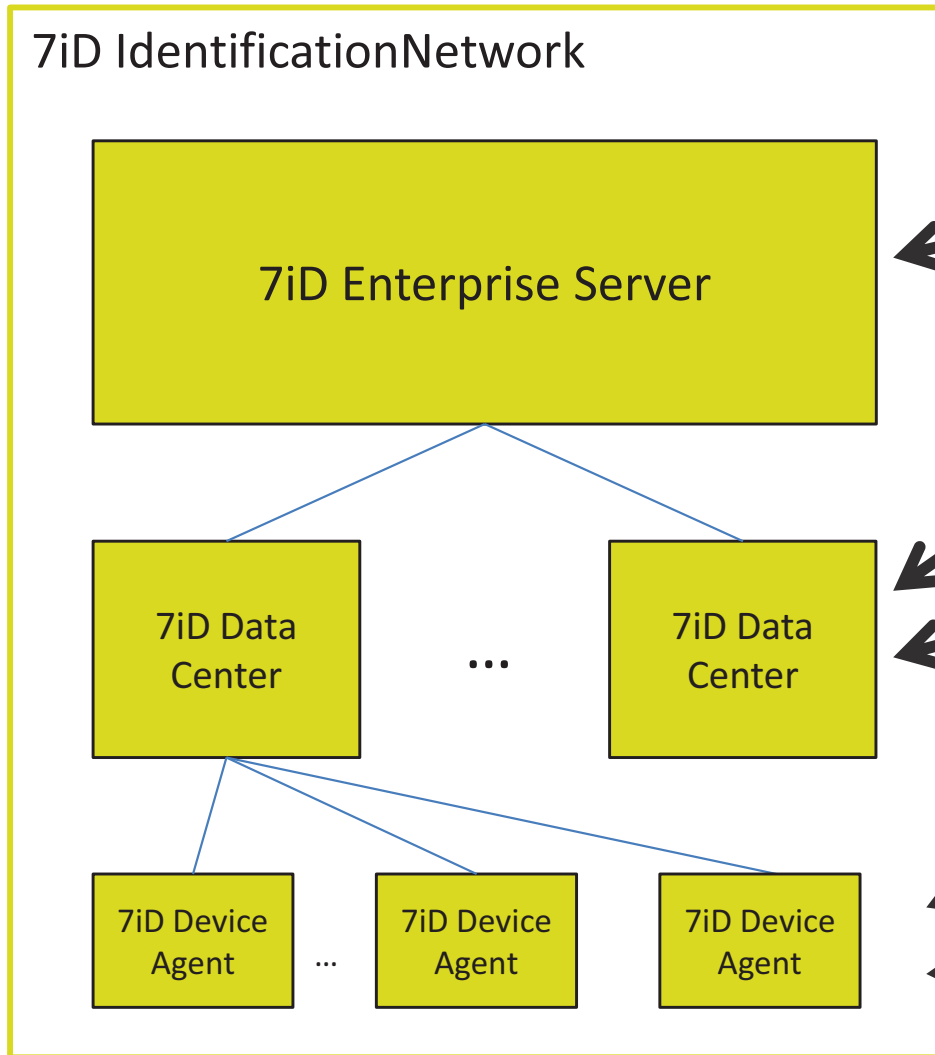 7iD IdentificationNetwork
7iD Enterprise Server
7iD Data
Center
...
7iD Data
Center
7iD Device
Agent
...
7iD Device
Agent
7iD Device
Agent